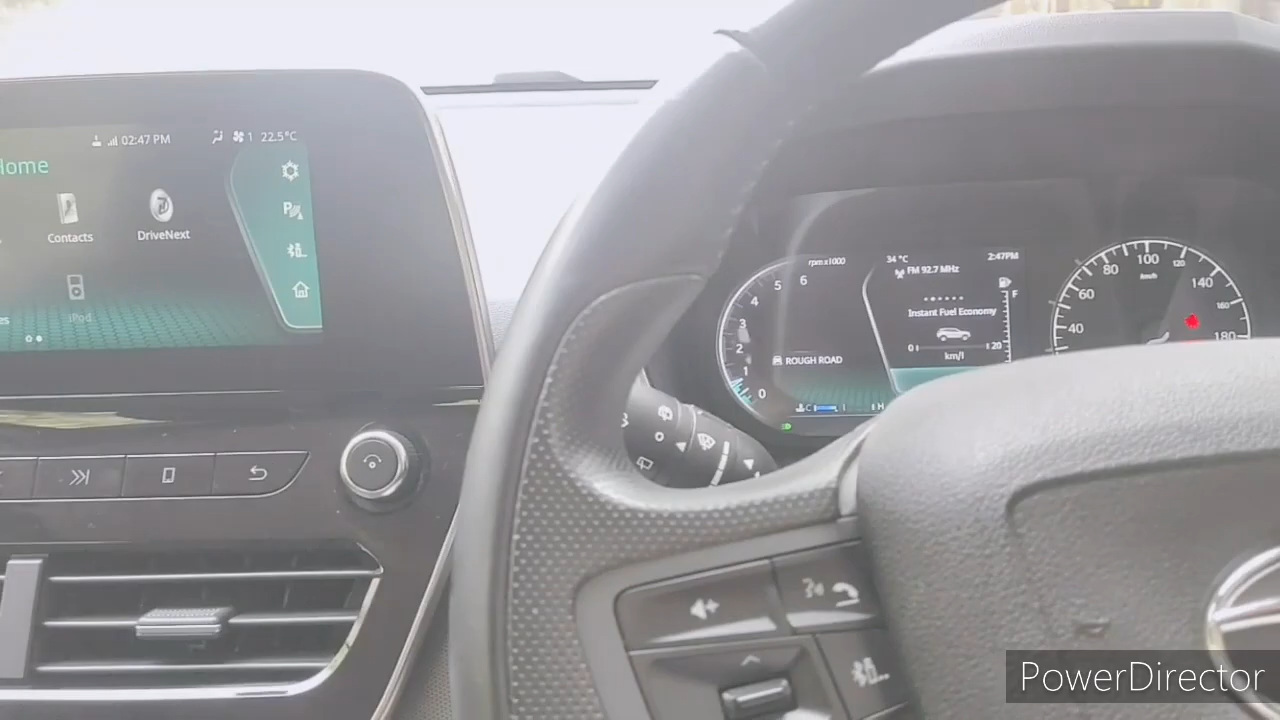 02:47 PM
1 22.5°C
Home
Contacts
DriveNext
iPod
rpmx1000
0 1 2 3 4 5 6
ROUGH ROAD
C
H
34 °C
2:47PM
FM 92.7 MHz
Instant Fuel Economy
0 20
km/l
F
40 60 80 100 120 140 160 180
km/h
P
PowerDirector